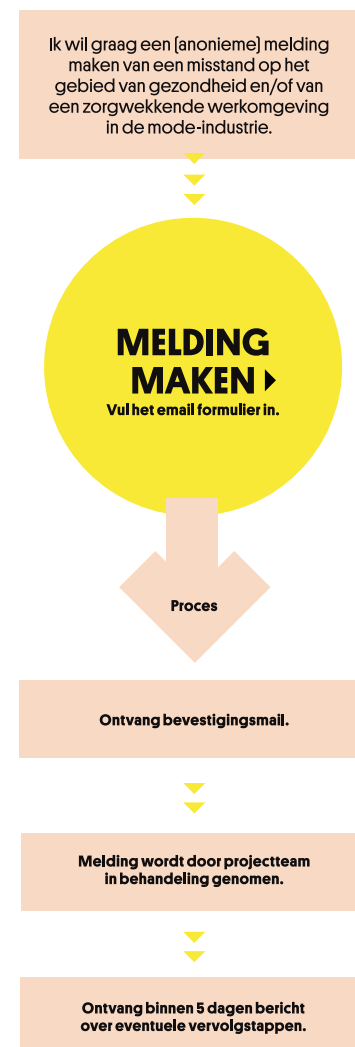 Ik wil graag een (anonieme) melding
maken van een misstand op het
gebied van gezondheid en/of van
een zorgwekkende werkomgeving
in de mode-industrie.
MELDING
MAKEN
Vul het email formulier in.
Proces
Ontvang bevestigingsmail.
Melding wordt door projectteam
in behandeling genomen.
Ontvang binnen 5 dagen bericht
over eventuele vervolgstappen.